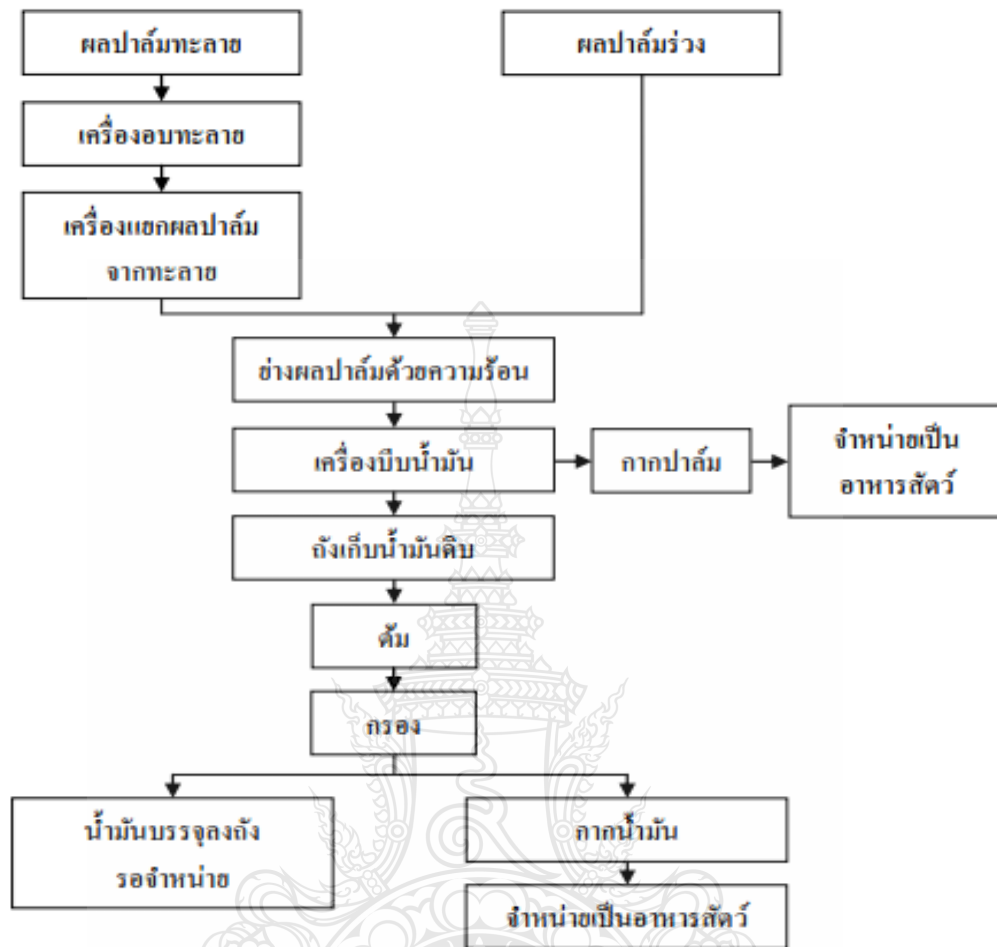 ผลปาล์มทะลาย
ผลปาล์มร่วง
เครื่องอบทะลาย
เครื่องแยกผลปาล์ม
จากทะลาย
ย่างผลปาล์มด้วยความร้อน
เครื่องบีบน้ำมัน
กากปาล์ม
จำหน่ายเป็น
อาหารสัตว์
ถังเก็บน้ำมันดิบ
ต้ม
กรอง
น้ำมันบรรจุลงถัง
รอจำหน่าย
กากน้ำมัน
จำหน่ายเป็นอาหารสัตว์